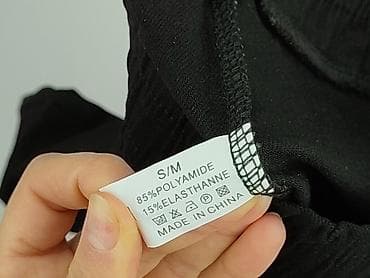 S/M
85%POLYAMIDE
15%ELASTHANNE
MADE IN CHINA